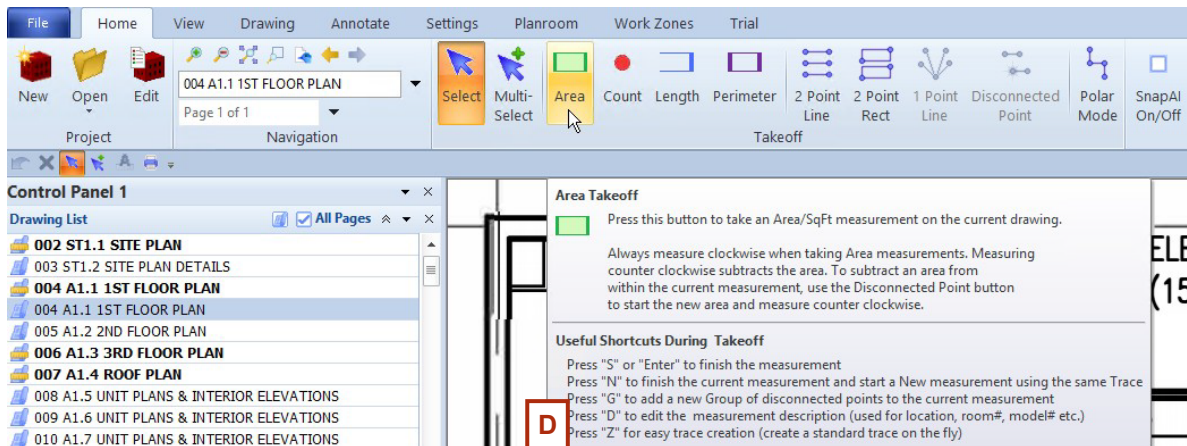 File Home View Drawing Annotate Settings Planroom Work Zones Trial
004 A1.1 1ST FLOOR PLAN
Page 1 of 1
New Open Edit Select Multi-Select Area Count Length Perimeter 2 Point Line 2 Point Rect 1 Point Line Disconnected Point Polar Mode SnapAI On/Off
Project Navigation Takeoff
A
Control Panel 1
Drawing List All Pages
002 ST1.1 SITE PLAN
003 ST1.2 SITE PLAN DETAILS
004 A1.1 1ST FLOOR PLAN
004 A1.1 1ST FLOOR PLAN
005 A1.2 2ND FLOOR PLAN
006 A1.3 3RD FLOOR PLAN
007 A1.4 ROOF PLAN
008 A1.5 UNIT PLANS & INTERIOR ELEVATIONS
009 A1.6 UNIT PLANS & INTERIOR ELEVATIONS
010 A1.7 UNIT PLANS & INTERIOR ELEVATIONS
Area Takeoff
Press this button to take an Area/SqFt measurement on the current drawing.
Always measure clockwise when taking Area measurements. Measuring
counter clockwise subtracts the area. To subtract an area from
within the current measurement, use the Disconnected Point button
to start the new area and measure counter clockwise.
Useful Shortcuts During Takeoff
Press "S" or "Enter" to finish the measurement
Press "N" to finish the current measurement and start a New measurement using the same Trace
Press "G" to add a new Group of disconnected points to the current measurement
Press "D" to edit the measurement description (used for location, room#, model# etc.)
Press "Z" for easy trace creation (create a standard trace on the fly)
D
ELE
(15